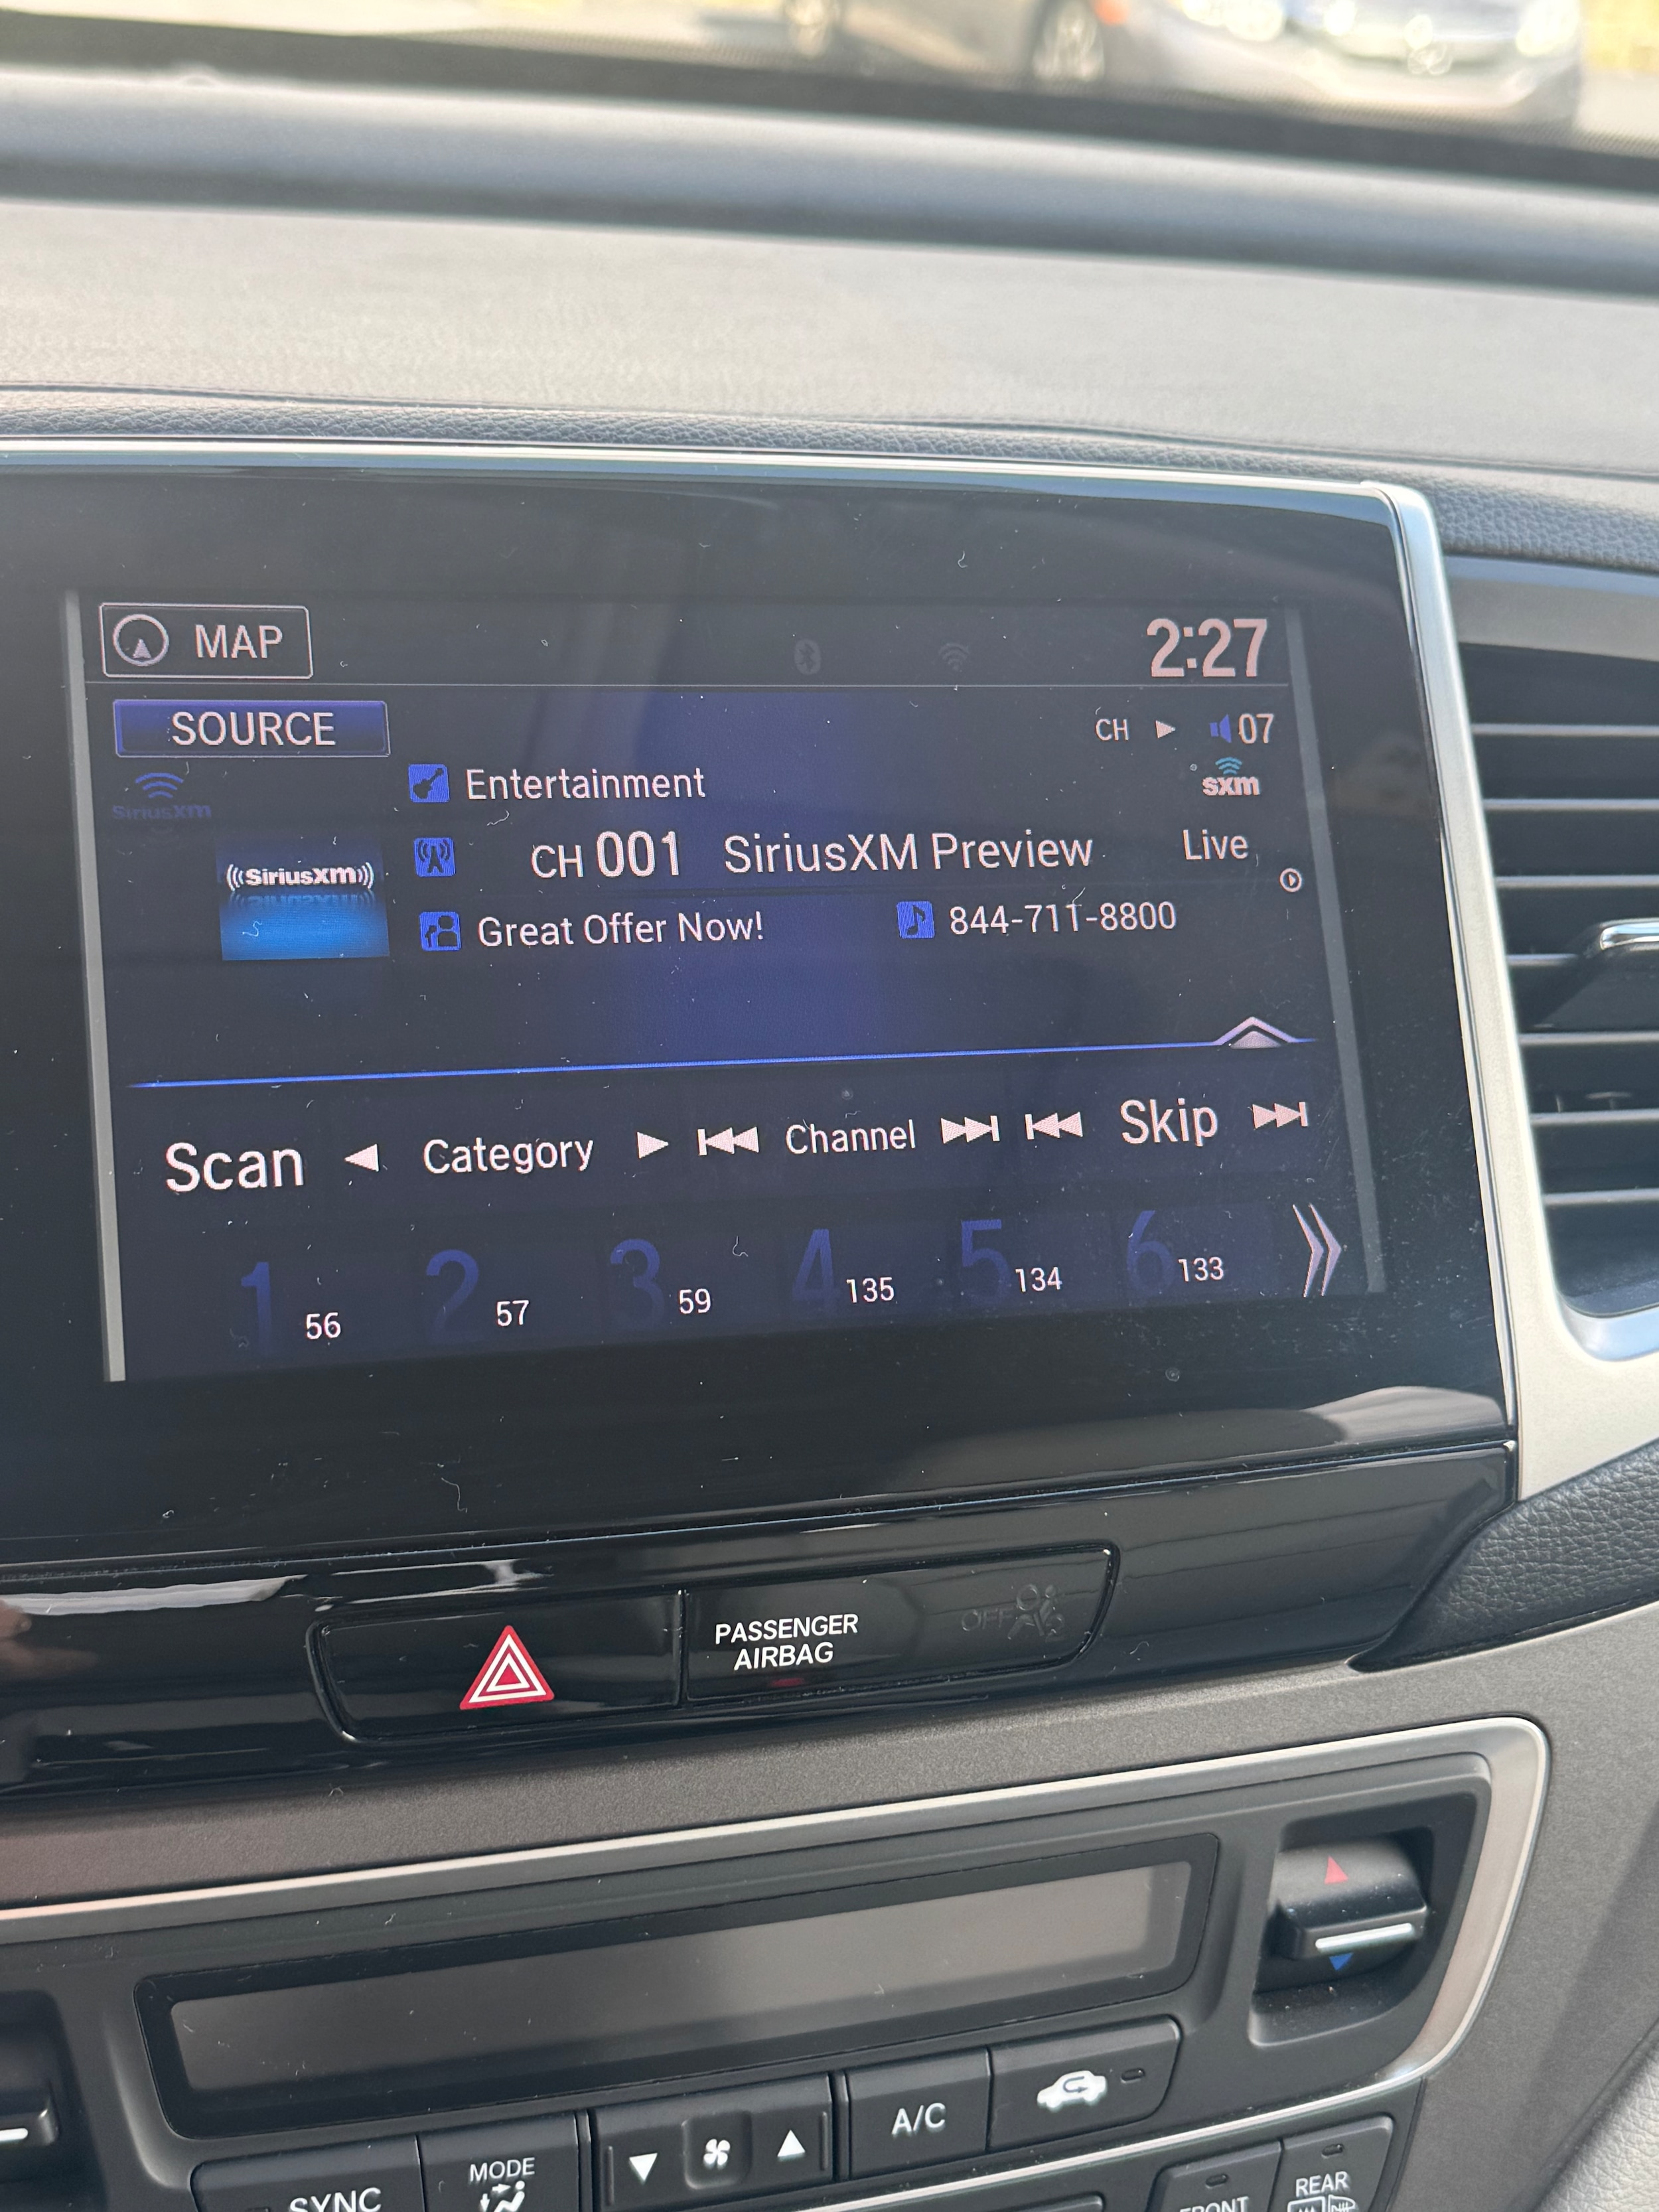 MAP
2:27
SOURCE
CH 07
SiriusXM
Entertainment
sxm
((SiriusXM))
CH 001 SiriusXM Preview Live
Great Offer Now! 844-711-8800
Scan Category Channel Skip
1 56 2 57 3 59 4 135 5 134 6 133
PASSENGER
AIRBAG
OFF
A/C
MODE
SYNC
FRONT
REAR